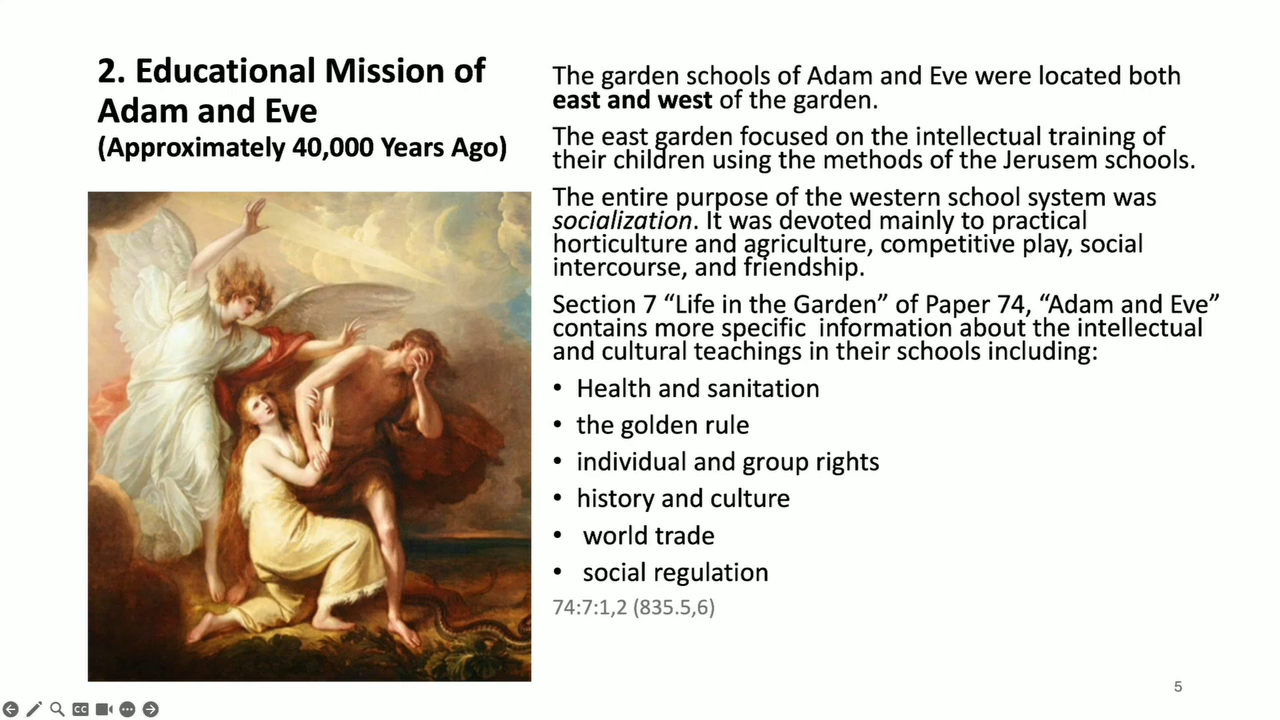 2. Educational Mission of
Adam and Eve
(Approximately 40,000 Years Ago)
The garden schools of Adam and Eve were located both
east and west of the garden.
The east garden focused on the intellectual training of
their children using the methods of the Jerusem schools.
The entire purpose of the western school system was
socialization. It was devoted mainly to practical
horticulture and agriculture, competitive play, social
intercourse, and friendship.
Section 7 “Life in the Garden” of Paper 74, “Adam and Eve”
contains more specific  information about the intellectual
and cultural teachings in their schools including:
• Health and sanitation
• the golden rule
• individual and group rights
• history and culture
• world trade
• social regulation
74:7:1,2 (835.5,6)
5
CC